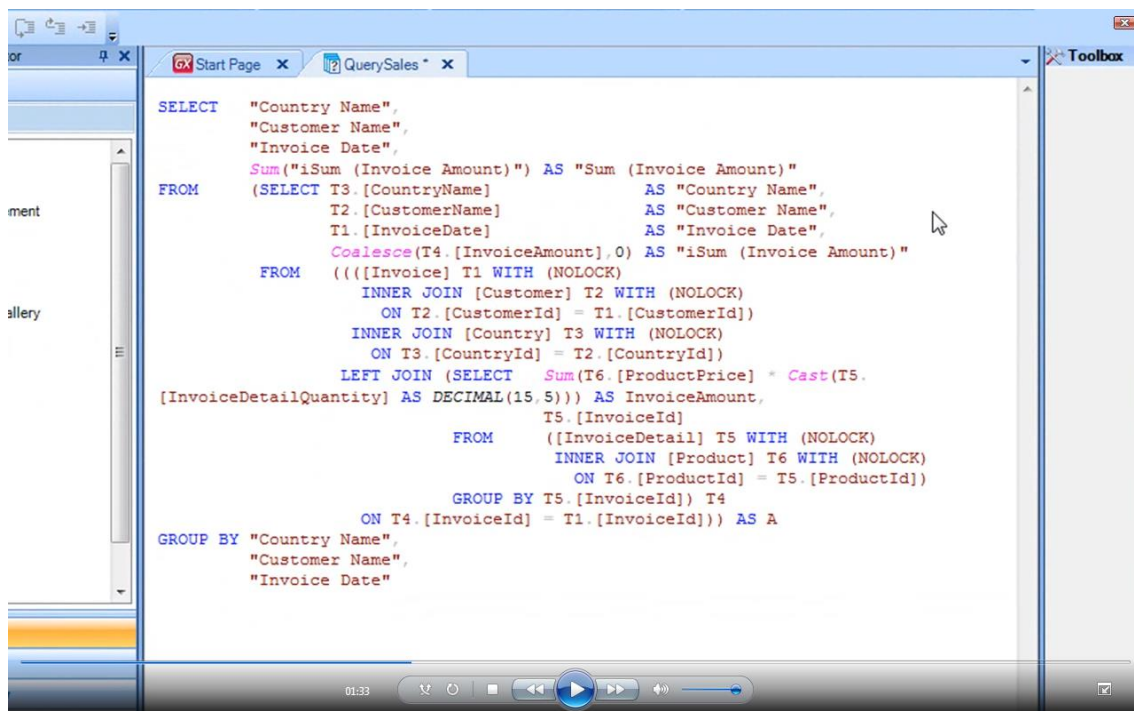 or
Start Page
QuerySales *
Toolbox
ement
allery
SELECT "Country Name",
"Customer Name",
"Invoice Date",
Sum("iSum (Invoice Amount)") AS "Sum (Invoice Amount)"
FROM (SELECT T3.[CountryName] AS "Country Name",
T2.[CustomerName] AS "Customer Name",
T1.[InvoiceDate] AS "Invoice Date",
Coalesce(T4.[InvoiceAmount],0) AS "iSum (Invoice Amount)"
FROM ((([Invoice] T1 WITH (NOLOCK)
INNER JOIN [Customer] T2 WITH (NOLOCK)
ON T2.[CustomerId] = T1.[CustomerId])
INNER JOIN [Country] T3 WITH (NOLOCK)
ON T3.[CountryId] = T2.[CountryId])
LEFT JOIN (SELECT Sum(T6.[ProductPrice] * Cast(T5.
[InvoiceDetailQuantity] AS DECIMAL(15,5))) AS InvoiceAmount,
T5.[InvoiceId]
FROM ([InvoiceDetail] T5 WITH (NOLOCK)
INNER JOIN [Product] T6 WITH (NOLOCK)
ON T6.[ProductId] = T5.[ProductId])
GROUP BY T5.[InvoiceId]) T4
ON T4.[InvoiceId] = T1.[InvoiceId])) AS A
GROUP BY "Country Name",
"Customer Name",
"Invoice Date"
01:33